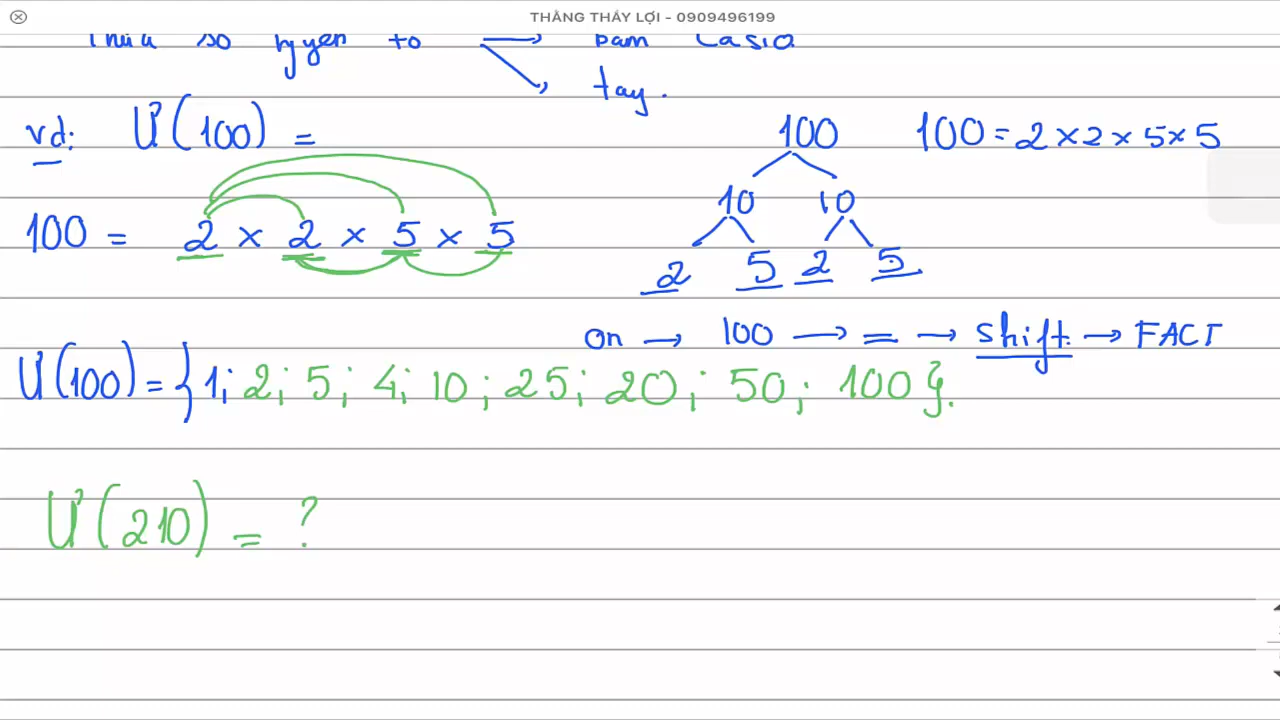 THẮNG THẦY LỢI - 0909496199
số to Casio
tay.
vd: Ư(100) =
100 = 2 × 2 × 5 × 5
100
10 10
2 5 2 5
100 = 2 × 2 × 5 × 5
On → 100 → = → Shift → FACT
Ư(100) = {1; 2; 5; 4; 10; 25; 20; 50; 100}.
Ư(210) = ?